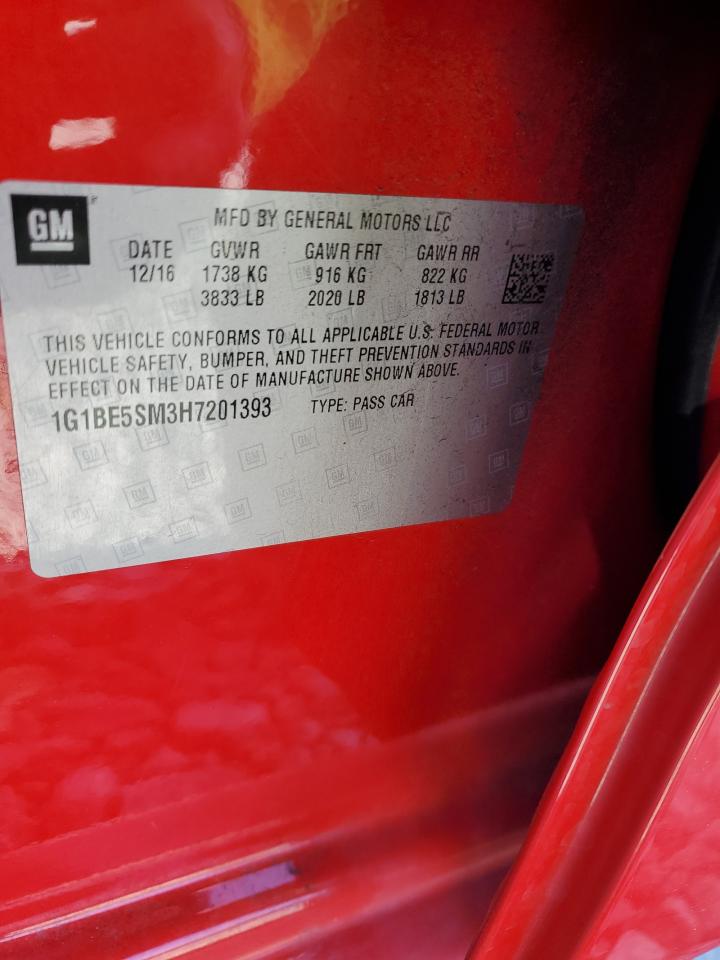 GM
MFD BY GENERAL MOTORS LLC
DATE GVWR GAWR FRT GAWR RR
12/16 1738 KG 916 KG 822 KG
3833 LB 2020 LB 1813 LB
THIS VEHICLE CONFORMS TO ALL APPLICABLE U.S. FEDERAL MOTOR
VEHICLE SAFETY, BUMPER, AND THEFT PREVENTION STANDARDS IN
EFFECT ON THE DATE OF MANUFACTURE SHOWN ABOVE.
1G1BE5SM3H7201393 TYPE: PASS CAR